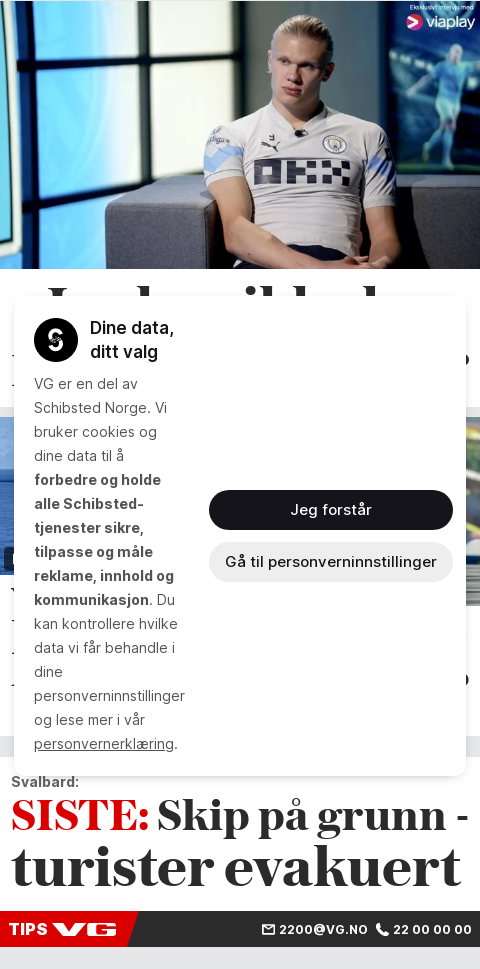 Eksklusivt intervju med
viaplay
9
OKX
Dine data,
ditt valg
VG er en del av
Schibsted Norge. Vi
bruker cookies og
dine data til å
forbedre og holde
alle Schibsted-
tjenester sikre,
tilpasse og måle
reklame, innhold og
kommunikasjon. Du
kan kontrollere hvilke
data vi får behandle i
dine
personverninnstillinger
og lese mer i vår
personvernerklæring.
Jeg forstår
Gå til personverninnstillinger
Svalbard:
SISTE: Skip på grunn -
turister evakuert
TIPS VG 2200@VG.NO 22 00 00 00